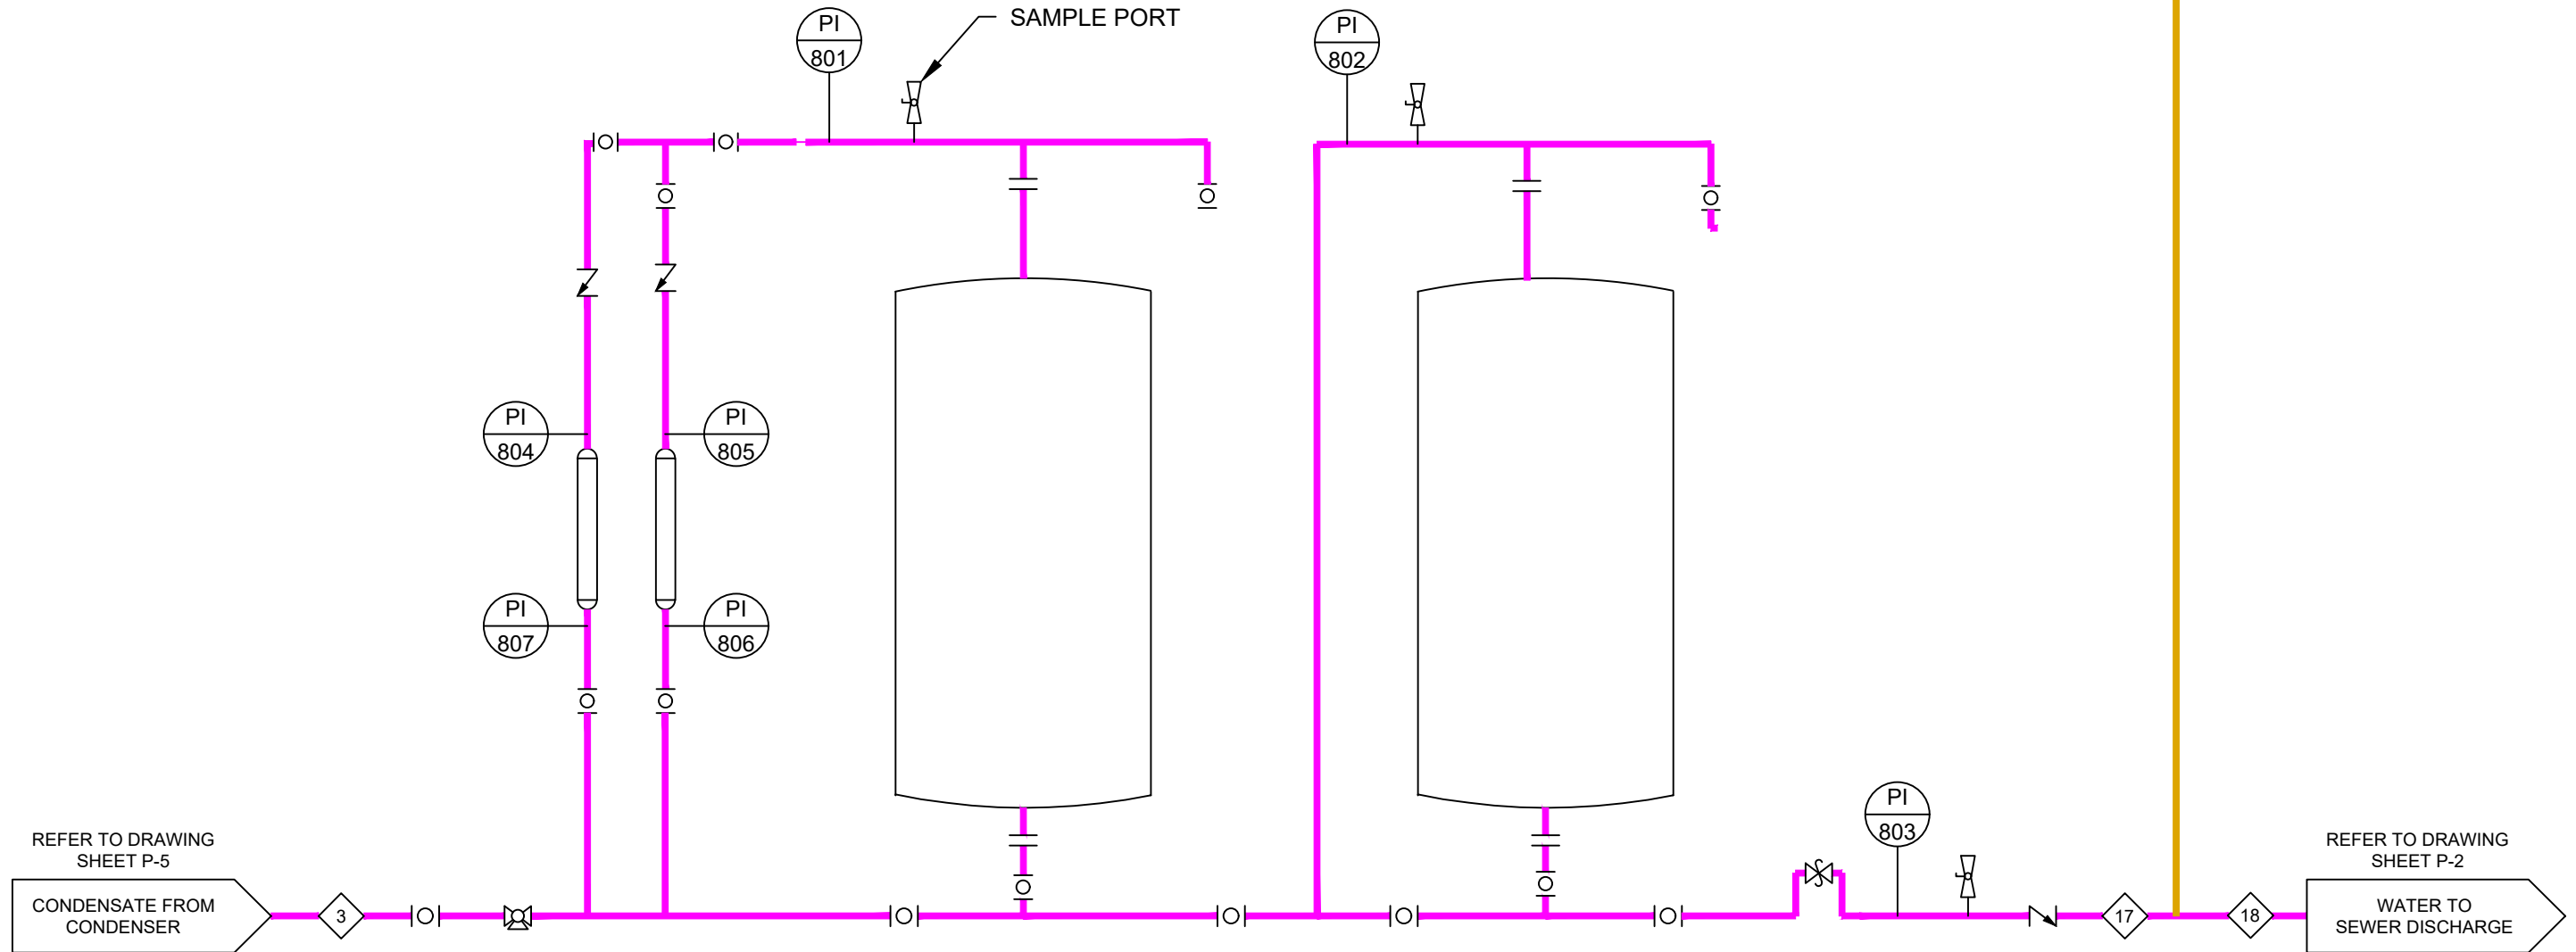 PI
801
SAMPLE PORT
PI
802
PI
804
PI
805
PI
807
PI
806
PI
803
REFER TO DRAWING
SHEET P-5
CONDENSATE FROM
CONDENSER
3
17
18
REFER TO DRAWING
SHEET P-2
WATER TO
SEWER DISCHARGE